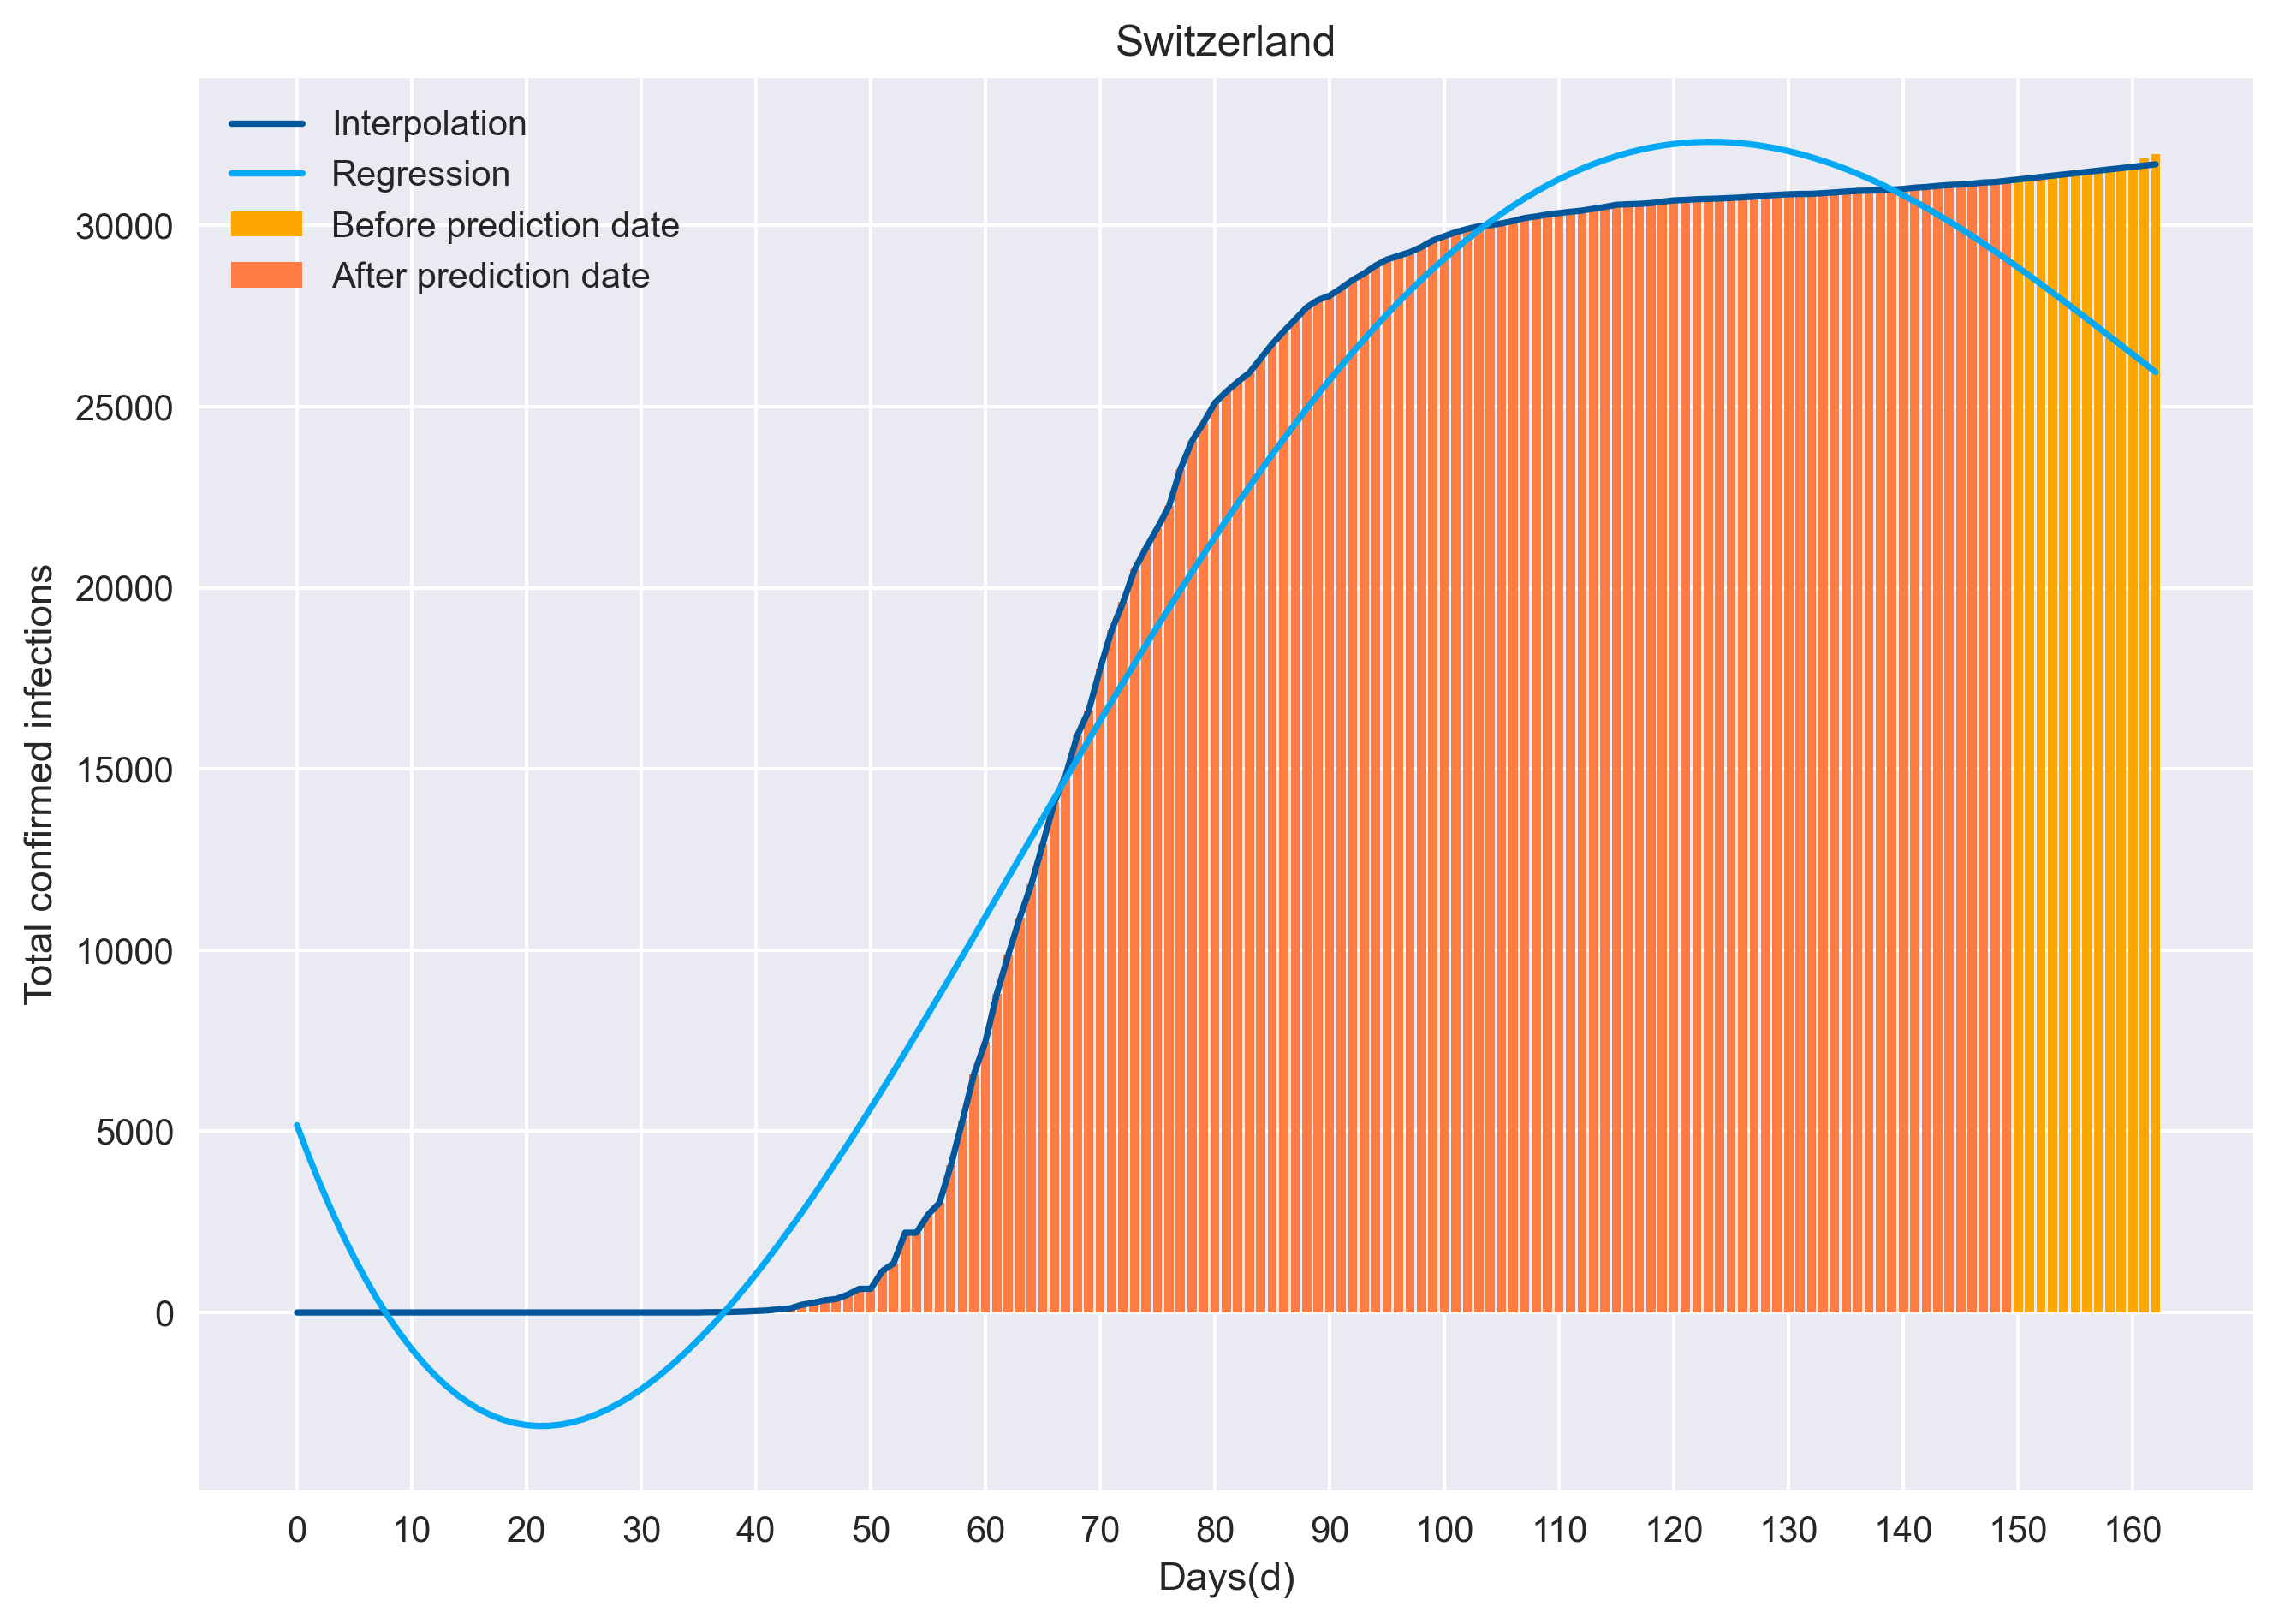 Switzerland
Interpolation
Regression
Before prediction date
After prediction date
Total confirmed infections
30000
25000
20000
15000
10000
5000
0
0 10 20 30 40 50 60 70 80 90 100 110 120 130 140 150 160
Days(d)